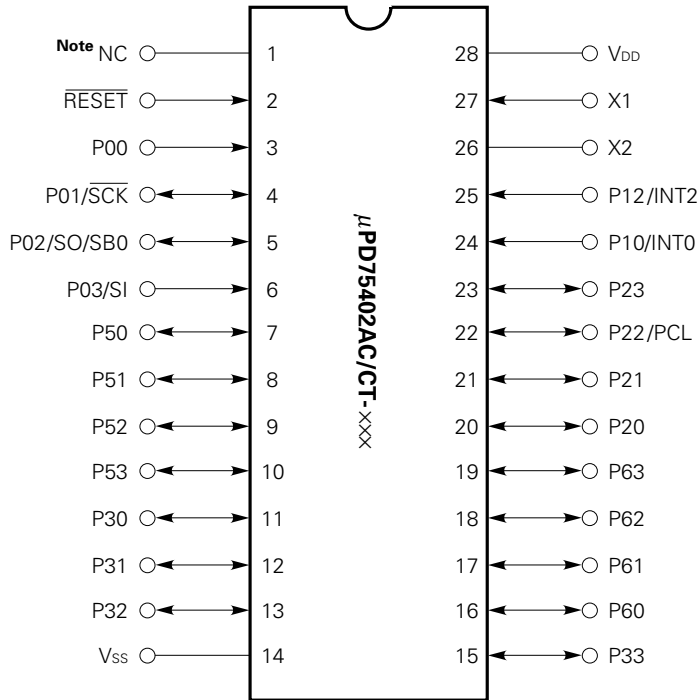 Note NC 1 28 VDD
RESET 2 27 X1
P00 3 26 X2
P01/SCK 4 25 P12/INT2
P02/SO/SB0 5 24 P10/INT0
P03/SI 6 23 P23
P50 7 22 P22/PCL
P51 8 21 P21
P52 9 20 P20
P53 10 19 P63
P30 11 18 P62
P31 12 17 P61
P32 13 16 P60
VSS 14 15 P33
μPD75402AC/CT-×××